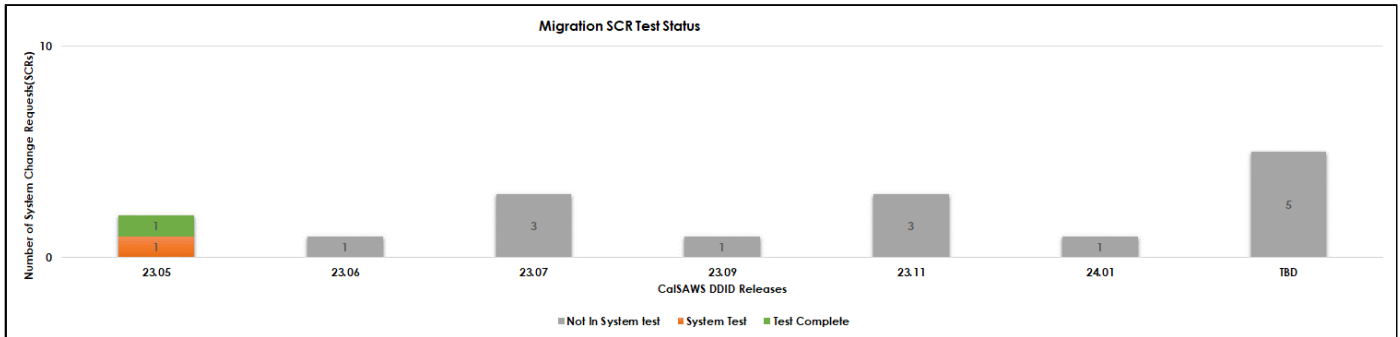 Migration SCR Test Status
Number of System Change Requests(SCRs)
10
0
1
1
1
3
1
3
1
5
23.05 23.06 23.07 23.09 23.11 24.01 TBD
CalSAWS DDID Releases
Not In System test System Test Test Complete